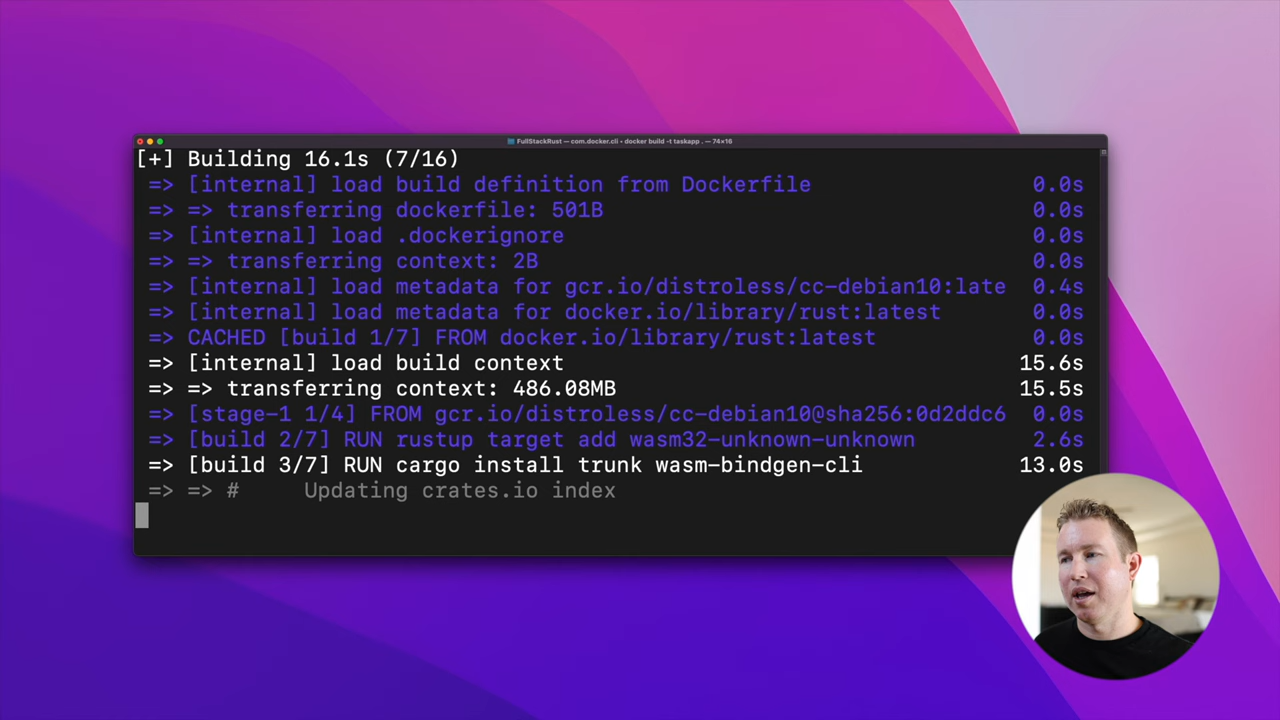 FullStackRust — com.docker.cli • docker build -t taskapp . — 74×16
[+] Building 16.1s (7/16)
=> [internal] load build definition from Dockerfile 0.0s
=> => transferring dockerfile: 501B 0.0s
=> [internal] load .dockerignore 0.0s
=> => transferring context: 2B 0.0s
=> [internal] load metadata for gcr.io/distroless/cc-debian10:late 0.4s
=> [internal] load metadata for docker.io/library/rust:latest 0.0s
=> CACHED [build 1/7] FROM docker.io/library/rust:latest 0.0s
=> [internal] load build context 15.6s
=> => transferring context: 486.08MB 15.5s
=> [stage-1 1/4] FROM gcr.io/distroless/cc-debian10@sha256:0d2ddc6 0.0s
=> [build 2/7] RUN rustup target add wasm32-unknown-unknown 2.6s
=> [build 3/7] RUN cargo install trunk wasm-bindgen-cli 13.0s
=> => # Updating crates.io index